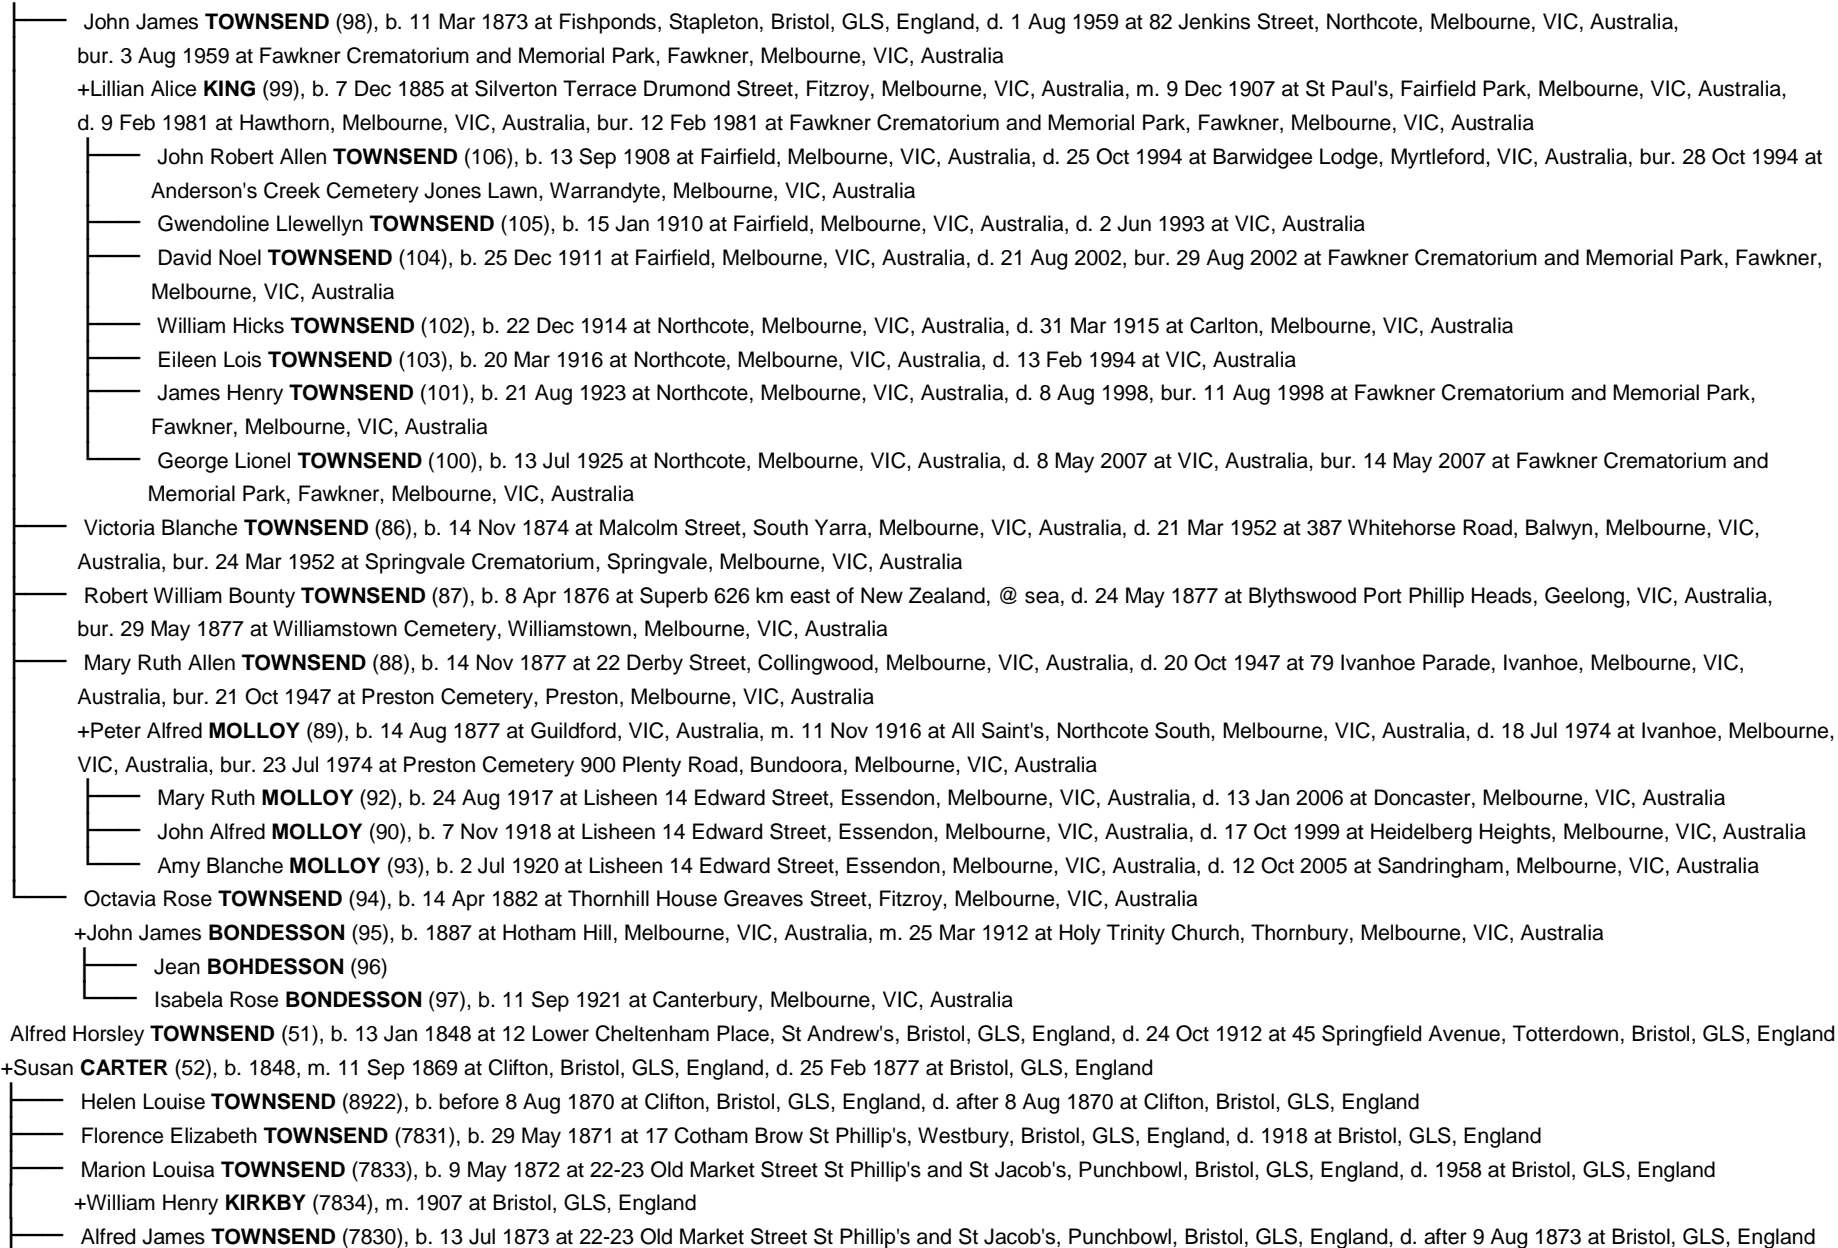 John James TOWNSEND (98), b. 11 Mar 1873 at Fishponds, Stapleton, Bristol, GLS, England, d. 1 Aug 1959 at 82 Jenkins Street, Northcote, Melbourne, VIC, Australia,
bur. 3 Aug 1959 at Fawkner Crematorium and Memorial Park, Fawkner, Melbourne, VIC, Australia
+Lillian Alice KING (99), b. 7 Dec 1885 at Silverton Terrace Drumond Street, Fitzroy, Melbourne, VIC, Australia, m. 9 Dec 1907 at St Paul's, Fairfield Park, Melbourne, VIC, Australia,
d. 9 Feb 1981 at Hawthorn, Melbourne, VIC, Australia, bur. 12 Feb 1981 at Fawkner Crematorium and Memorial Park, Fawkner, Melbourne, VIC, Australia
John Robert Allen TOWNSEND (106), b. 13 Sep 1908 at Fairfield, Melbourne, VIC, Australia, d. 25 Oct 1994 at Barwidgee Lodge, Myrtleford, VIC, Australia, bur. 28 Oct 1994 at
Anderson's Creek Cemetery Jones Lawn, Warrandyte, Melbourne, VIC, Australia
Gwendoline Llewellyn TOWNSEND (105), b. 15 Jan 1910 at Fairfield, Melbourne, VIC, Australia, d. 2 Jun 1993 at VIC, Australia
David Noel TOWNSEND (104), b. 25 Dec 1911 at Fairfield, Melbourne, VIC, Australia, d. 21 Aug 2002, bur. 29 Aug 2002 at Fawkner Crematorium and Memorial Park, Fawkner,
Melbourne, VIC, Australia
William Hicks TOWNSEND (102), b. 22 Dec 1914 at Northcote, Melbourne, VIC, Australia, d. 31 Mar 1915 at Carlton, Melbourne, VIC, Australia
Eileen Lois TOWNSEND (103), b. 20 Mar 1916 at Northcote, Melbourne, VIC, Australia, d. 13 Feb 1994 at VIC, Australia
James Henry TOWNSEND (101), b. 21 Aug 1923 at Northcote, Melbourne, VIC, Australia, d. 8 Aug 1998, bur. 11 Aug 1998 at Fawkner Crematorium and Memorial Park,
Fawkner, Melbourne, VIC, Australia
George Lionel TOWNSEND (100), b. 13 Jul 1925 at Northcote, Melbourne, VIC, Australia, d. 8 May 2007 at VIC, Australia, bur. 14 May 2007 at Fawkner Crematorium and
Memorial Park, Fawkner, Melbourne, VIC, Australia
Victoria Blanche TOWNSEND (86), b. 14 Nov 1874 at Malcolm Street, South Yarra, Melbourne, VIC, Australia, d. 21 Mar 1952 at 387 Whitehorse Road, Balwyn, Melbourne, VIC,
Australia, bur. 24 Mar 1952 at Springvale Crematorium, Springvale, Melbourne, VIC, Australia
Robert William Bounty TOWNSEND (87), b. 8 Apr 1876 at Superb 626 km east of New Zealand, @ sea, d. 24 May 1877 at Blythswood Port Phillip Heads, Geelong, VIC, Australia,
bur. 29 May 1877 at Williamstown Cemetery, Williamstown, Melbourne, VIC, Australia
Mary Ruth Allen TOWNSEND (88), b. 14 Nov 1877 at 22 Derby Street, Collingwood, Melbourne, VIC, Australia, d. 20 Oct 1947 at 79 Ivanhoe Parade, Ivanhoe, Melbourne, VIC,
Australia, bur. 21 Oct 1947 at Preston Cemetery, Preston, Melbourne, VIC, Australia
+Peter Alfred MOLLOY (89), b. 14 Aug 1877 at Guildford, VIC, Australia, m. 11 Nov 1916 at All Saint's, Northcote South, Melbourne, VIC, Australia, d. 18 Jul 1974 at Ivanhoe, Melbourne,
VIC, Australia, bur. 23 Jul 1974 at Preston Cemetery 900 Plenty Road, Bundoora, Melbourne, VIC, Australia
Mary Ruth MOLLOY (92), b. 24 Aug 1917 at Lisheen 14 Edward Street, Essendon, Melbourne, VIC, Australia, d. 13 Jan 2006 at Doncaster, Melbourne, VIC, Australia
John Alfred MOLLOY (90), b. 7 Nov 1918 at Lisheen 14 Edward Street, Essendon, Melbourne, VIC, Australia, d. 17 Oct 1999 at Heidelberg Heights, Melbourne, VIC, Australia
Amy Blanche MOLLOY (93), b. 2 Jul 1920 at Lisheen 14 Edward Street, Essendon, Melbourne, VIC, Australia, d. 12 Oct 2005 at Sandringham, Melbourne, VIC, Australia
Octavia Rose TOWNSEND (94), b. 14 Apr 1882 at Thornhill House Greaves Street, Fitzroy, Melbourne, VIC, Australia
+John James BONDESSON (95), b. 1887 at Hotham Hill, Melbourne, VIC, Australia, m. 25 Mar 1912 at Holy Trinity Church, Thornbury, Melbourne, VIC, Australia
Jean BOHDESSON (96)
Isabela Rose BONDESSON (97), b. 11 Sep 1921 at Canterbury, Melbourne, VIC, Australia
Alfred Horsley TOWNSEND (51), b. 13 Jan 1848 at 12 Lower Cheltenham Place, St Andrew's, Bristol, GLS, England, d. 24 Oct 1912 at 45 Springfield Avenue, Totterdown, Bristol, GLS, England
+Susan CARTER (52), b. 1848, m. 11 Sep 1869 at Clifton, Bristol, GLS, England, d. 25 Feb 1877 at Bristol, GLS, England
Helen Louise TOWNSEND (8922), b. before 8 Aug 1870 at Clifton, Bristol, GLS, England, d. after 8 Aug 1870 at Clifton, Bristol, GLS, England
Florence Elizabeth TOWNSEND (7831), b. 29 May 1871 at 17 Cotham Brow St Phillip's, Westbury, Bristol, GLS, England, d. 1918 at Bristol, GLS, England
Marion Louisa TOWNSEND (7833), b. 9 May 1872 at 22-23 Old Market Street St Phillip's and St Jacob's, Punchbowl, Bristol, GLS, England, d. 1958 at Bristol, GLS, England
+William Henry KIRKBY (7834), m. 1907 at Bristol, GLS, England
Alfred James TOWNSEND (7830), b. 13 Jul 1873 at 22-23 Old Market Street St Phillip's and St Jacob's, Punchbowl, Bristol, GLS, England, d. after 9 Aug 1873 at Bristol, GLS, England